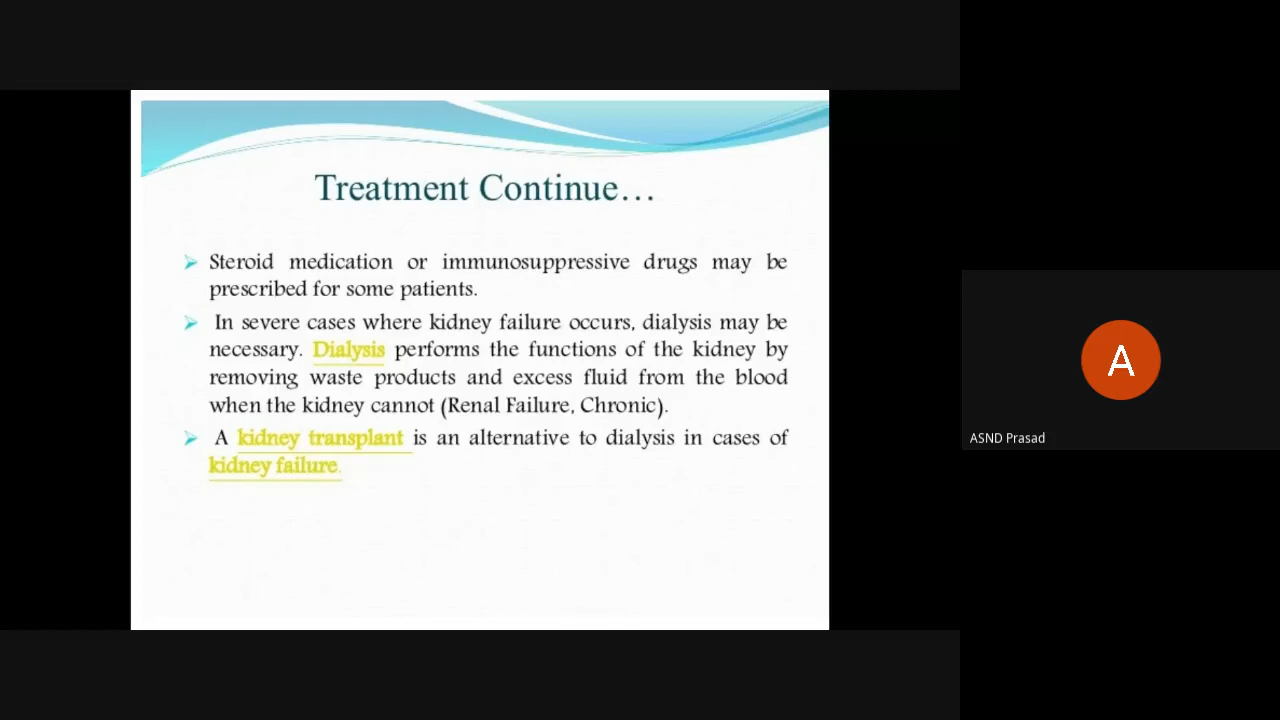 Treatment Continue…
➢ Steroid medication or immunosuppressive drugs may be
prescribed for some patients.
➢ In severe cases where kidney failure occurs, dialysis may be
necessary. Dialysis performs the functions of the kidney by
removing waste products and excess fluid from the blood
when the kidney cannot (Renal Failure, Chronic).
➢ A kidney transplant is an alternative to dialysis in cases of
kidney failure.
A
ASND Prasad